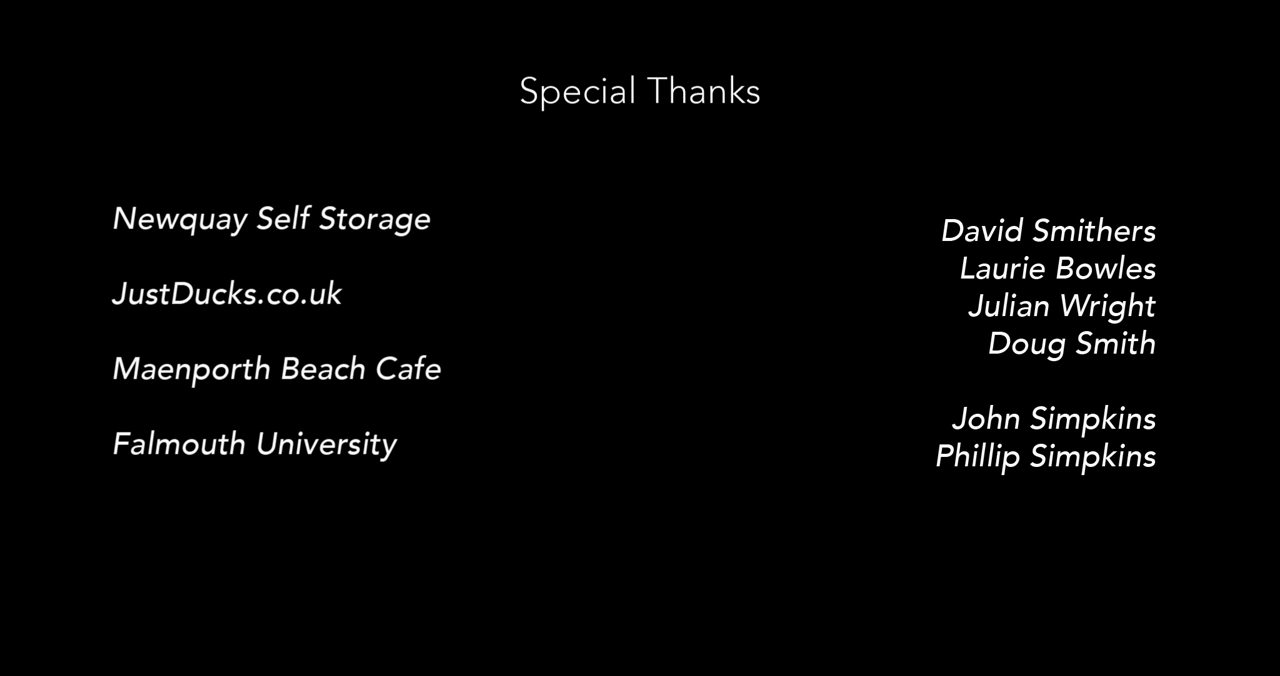 Special Thanks
Newquay Self Storage
JustDucks.co.uk
Maenporth Beach Cafe
Falmouth University
David Smithers
Laurie Bowles
Julian Wright
Doug Smith
John Simpkins
Phillip Simpkins